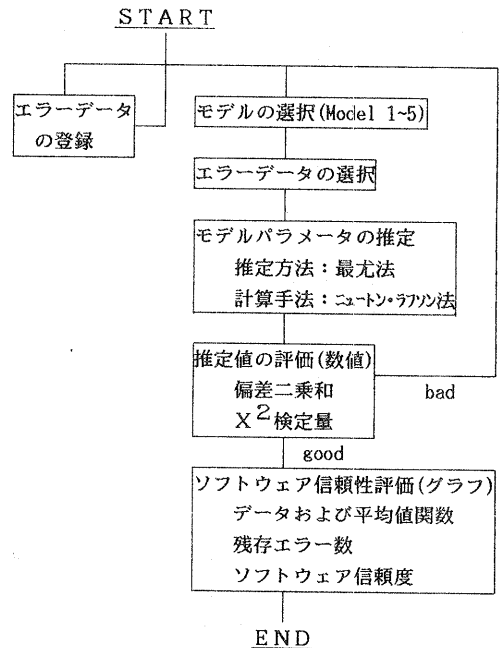 START
エラーデータ
の登録
モデルの選択(Model 1~5)
エラーデータの選択
モデルパラメータの推定
推定方法：最尤法
計算手法：ニュートン・ラフソン法
推定値の評価(数値)
偏差二乗和
X2検定量
bad
good
ソフトウェア信頼性評価(グラフ)
データおよび平均値関数
残存エラー数
ソフトウェア信頼度
END